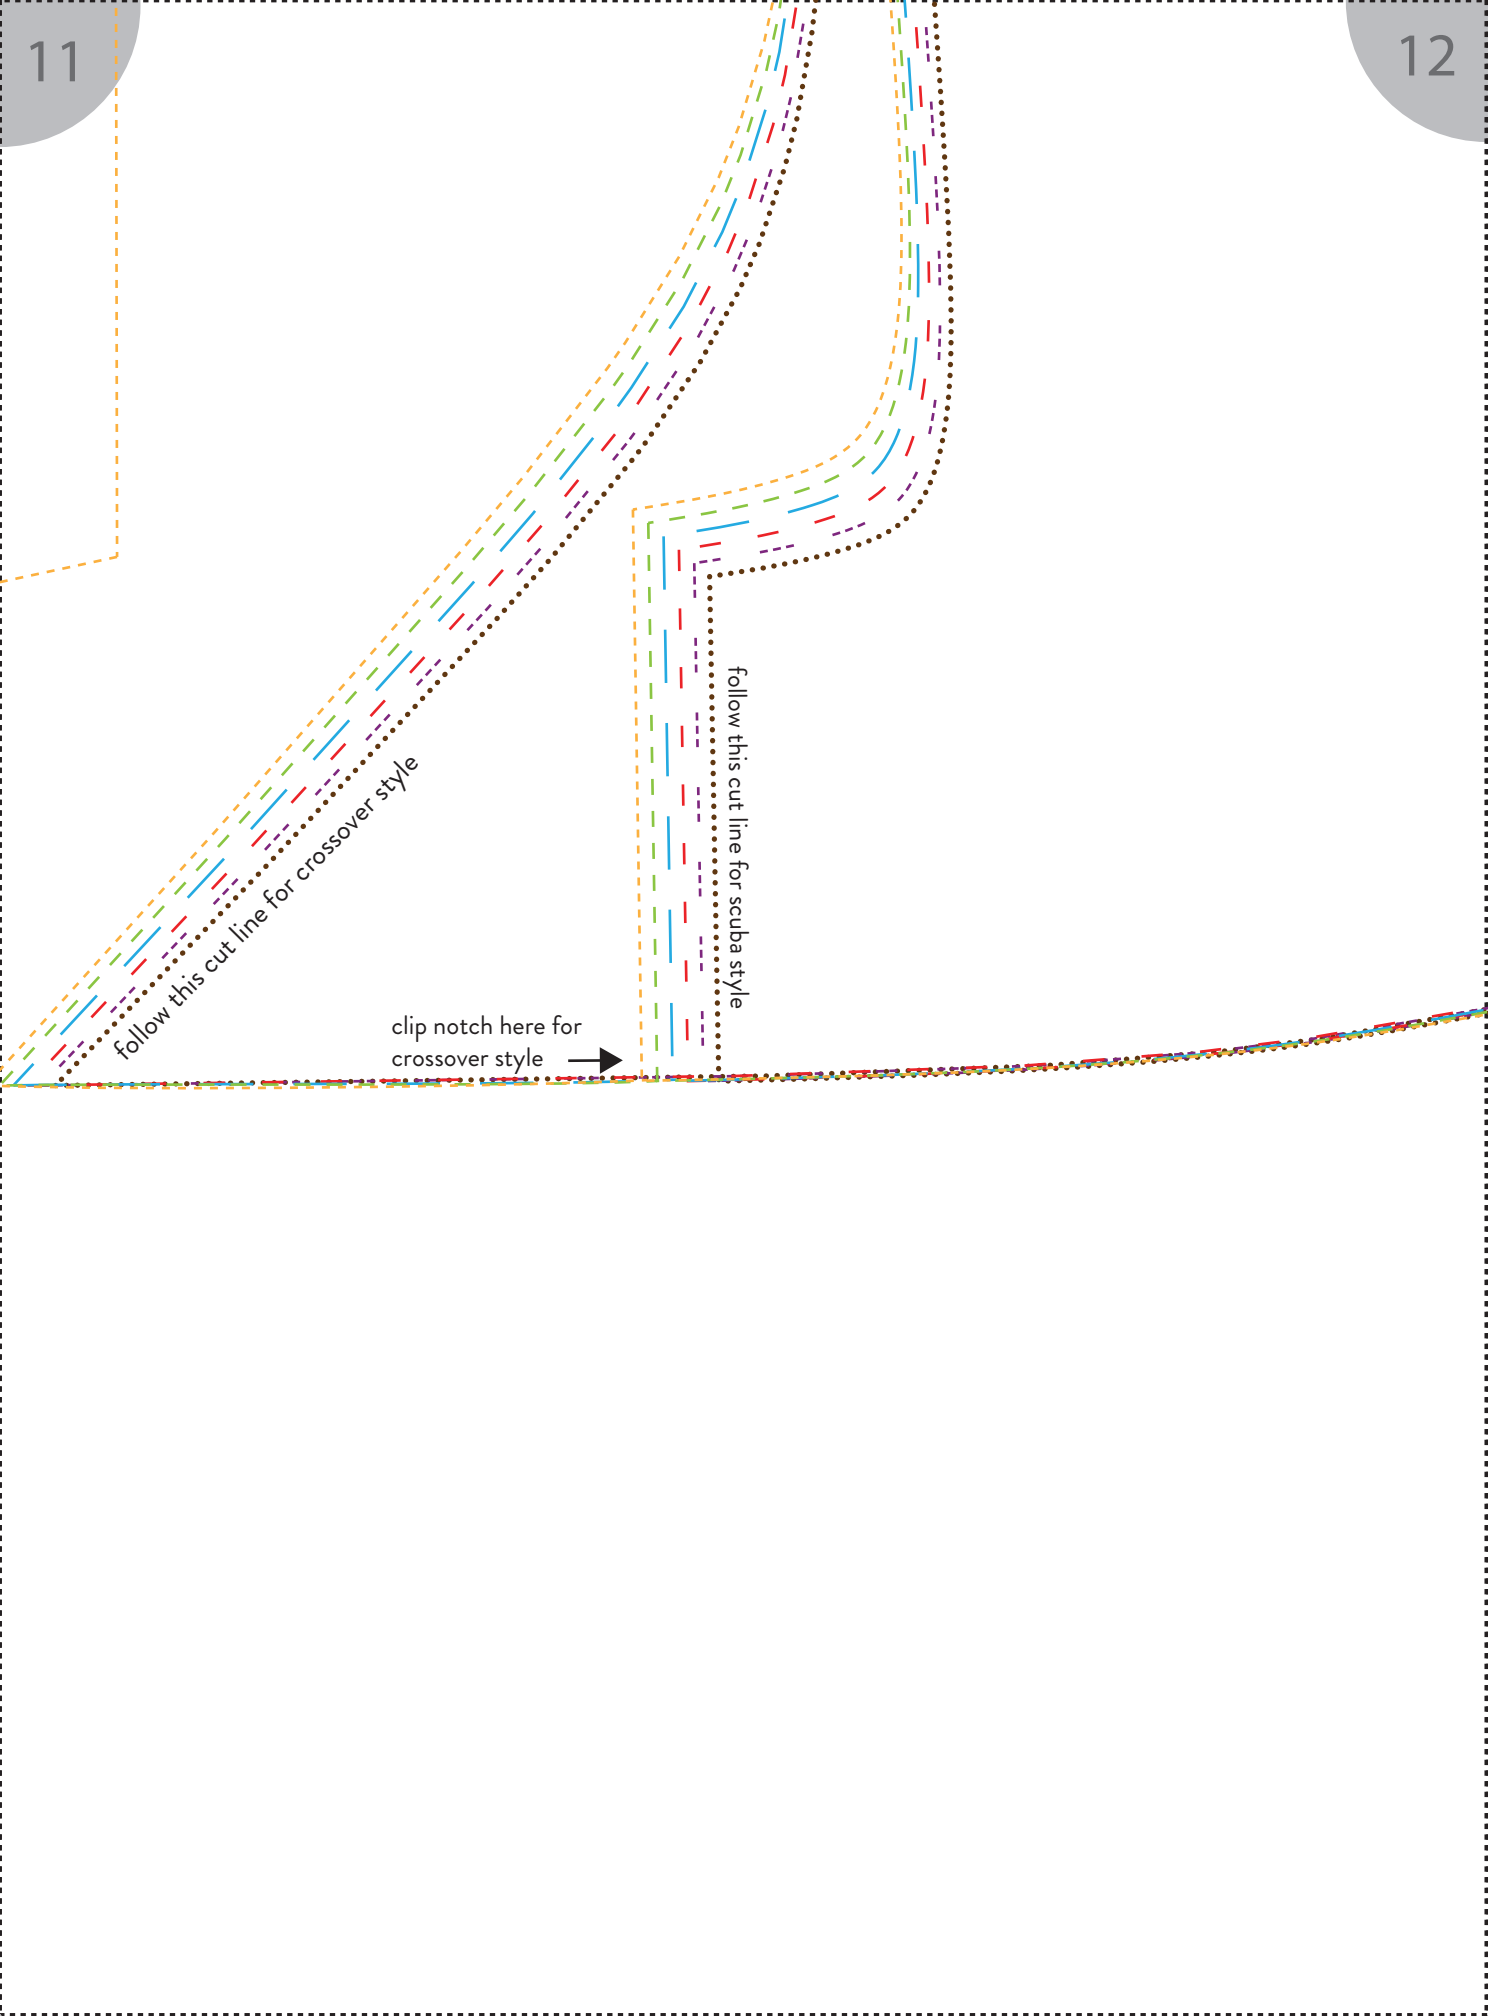 11
12
follow this cut line for crossover style
follow this cut line for scuba style
clip notch here for
crossover style